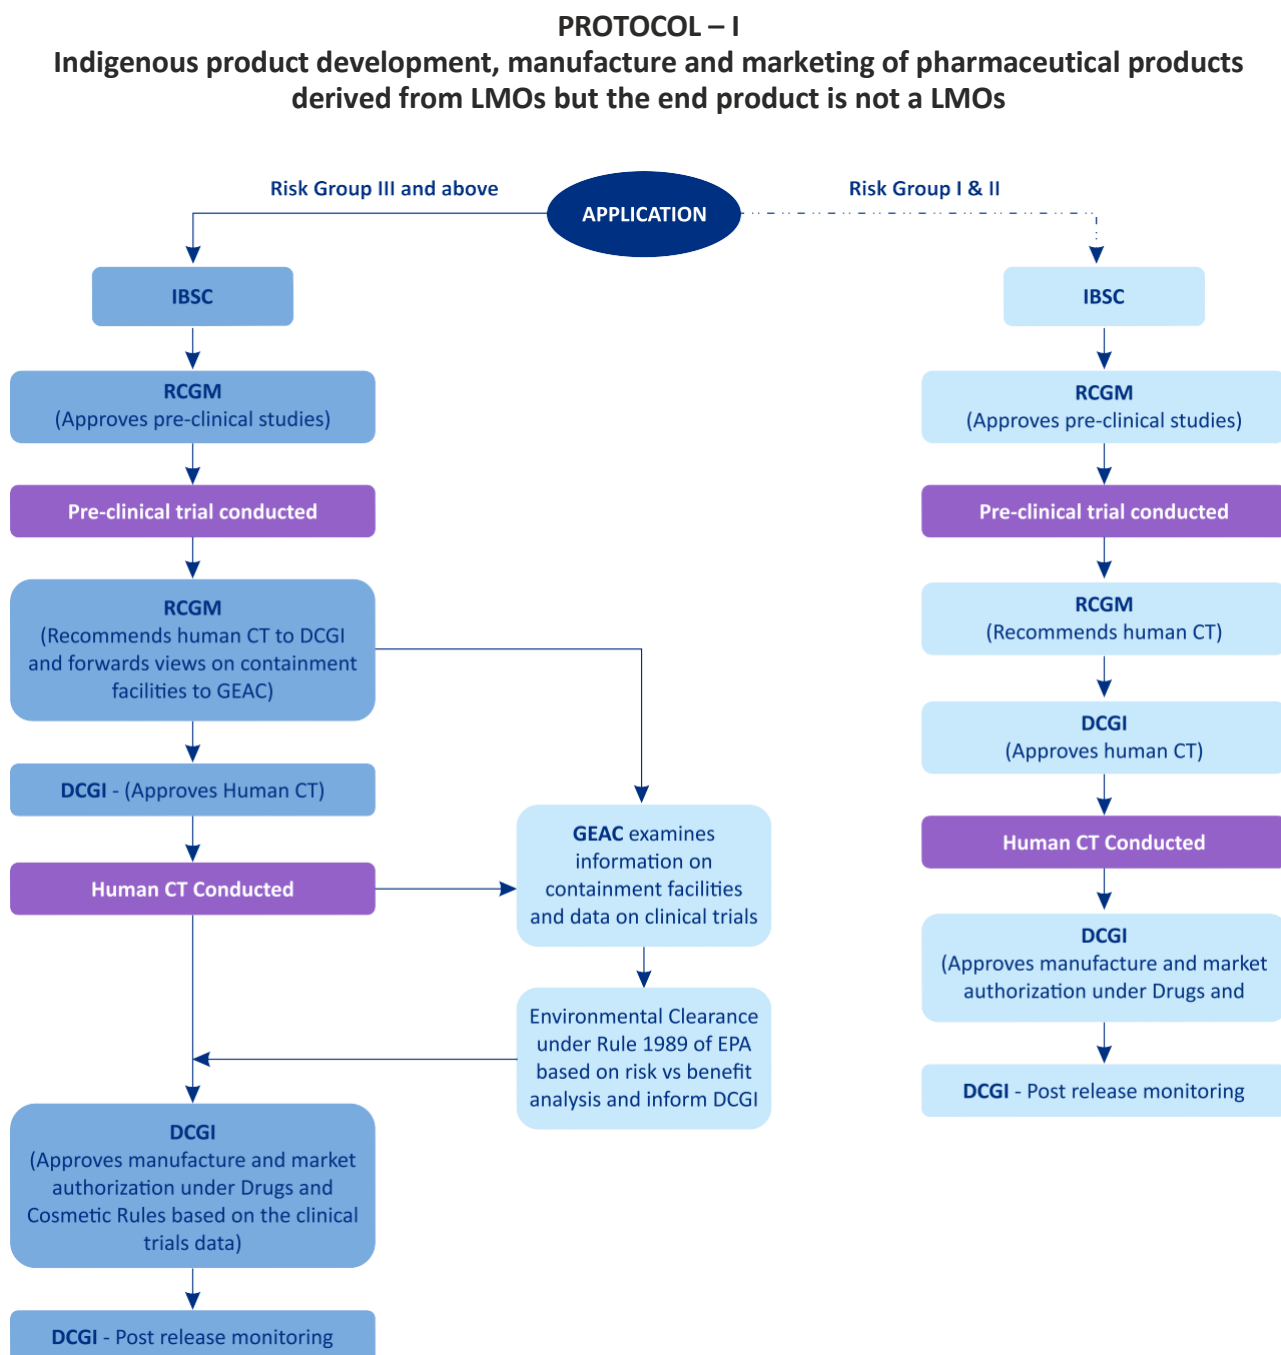 PROTOCOL – I
Indigenous product development, manufacture and marketing of pharmaceutical products
derived from LMOs but the end product is not a LMOs
Risk Group III and above
APPLICATION
Risk Group I & II
IBSC
RCGM
(Approves pre-clinical studies)
Pre-clinical trial conducted
RCGM
(Recommends human CT to DCGI
and forwards views on containment
facilities to GEAC)
DCGI - (Approves Human CT)
Human CT Conducted
GEAC examines
information on
containment facilities
and data on clinical trials
Environmental Clearance
under Rule 1989 of EPA
based on risk vs benefit
analysis and inform DCGI
DCGI
(Approves manufacture and market
authorization under Drugs and
Cosmetic Rules based on the clinical
trials data)
DCGI - Post release monitoring
IBSC
RCGM
(Approves pre-clinical studies)
Pre-clinical trial conducted
RCGM
(Recommends human CT)
DCGI
(Approves human CT)
Human CT Conducted
DCGI
(Approves manufacture and market
authorization under Drugs and
DCGI - Post release monitoring